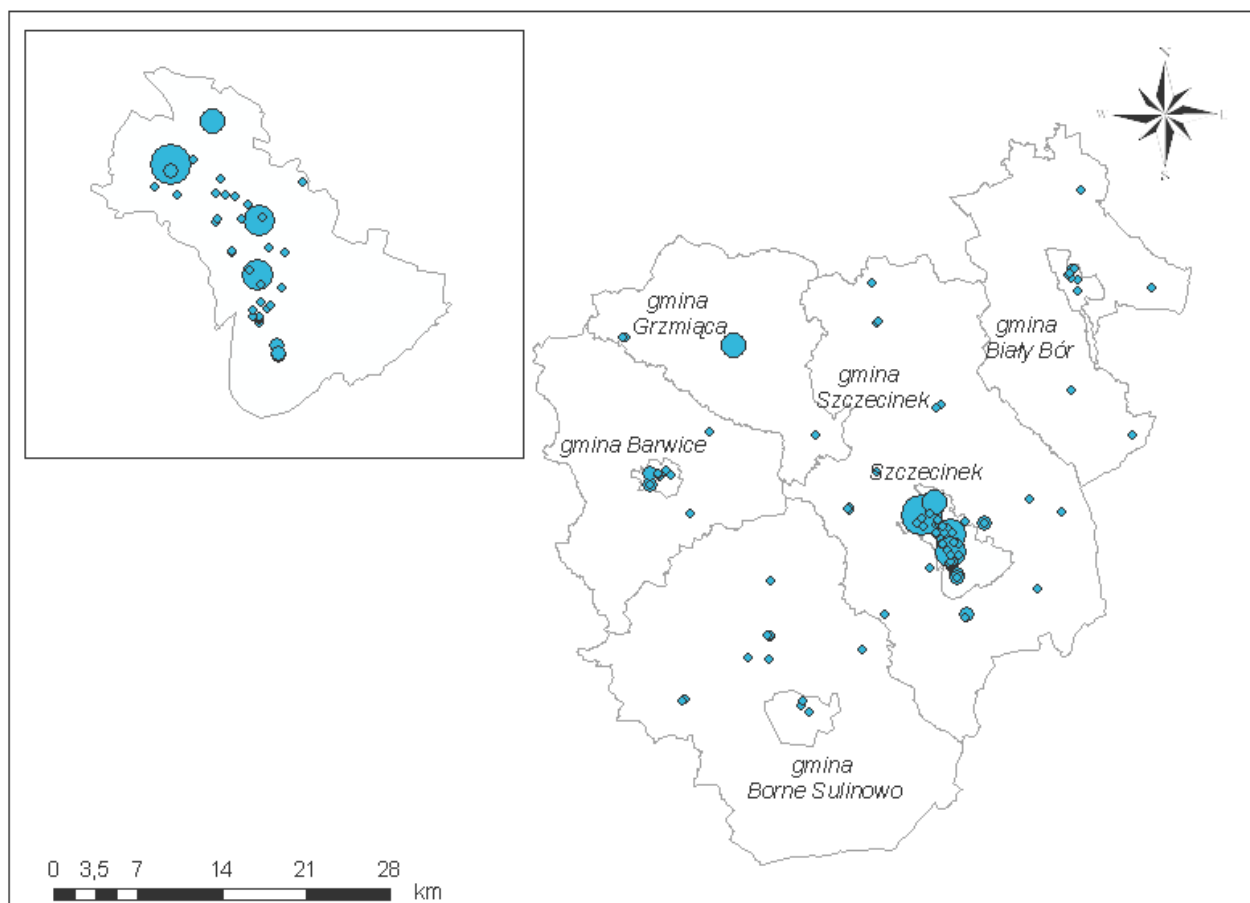 N
W
E
S
gmina
Grzmiąca
gmina
Biały Bór
gmina
Szczecinek
gmina Barwice
Szczecinek
gmina
Borne Sulinowo
0 3,5 7 14 21 28
km